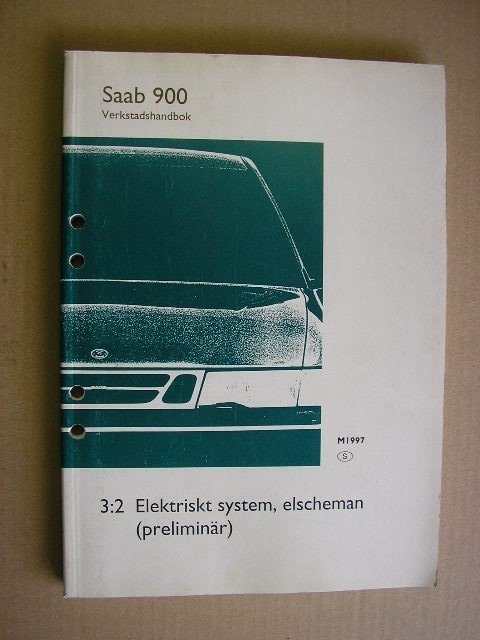 Saab 900
Verkstadshandbok
M1997
S
3:2 Elektriskt system, elscheman
(preliminär)